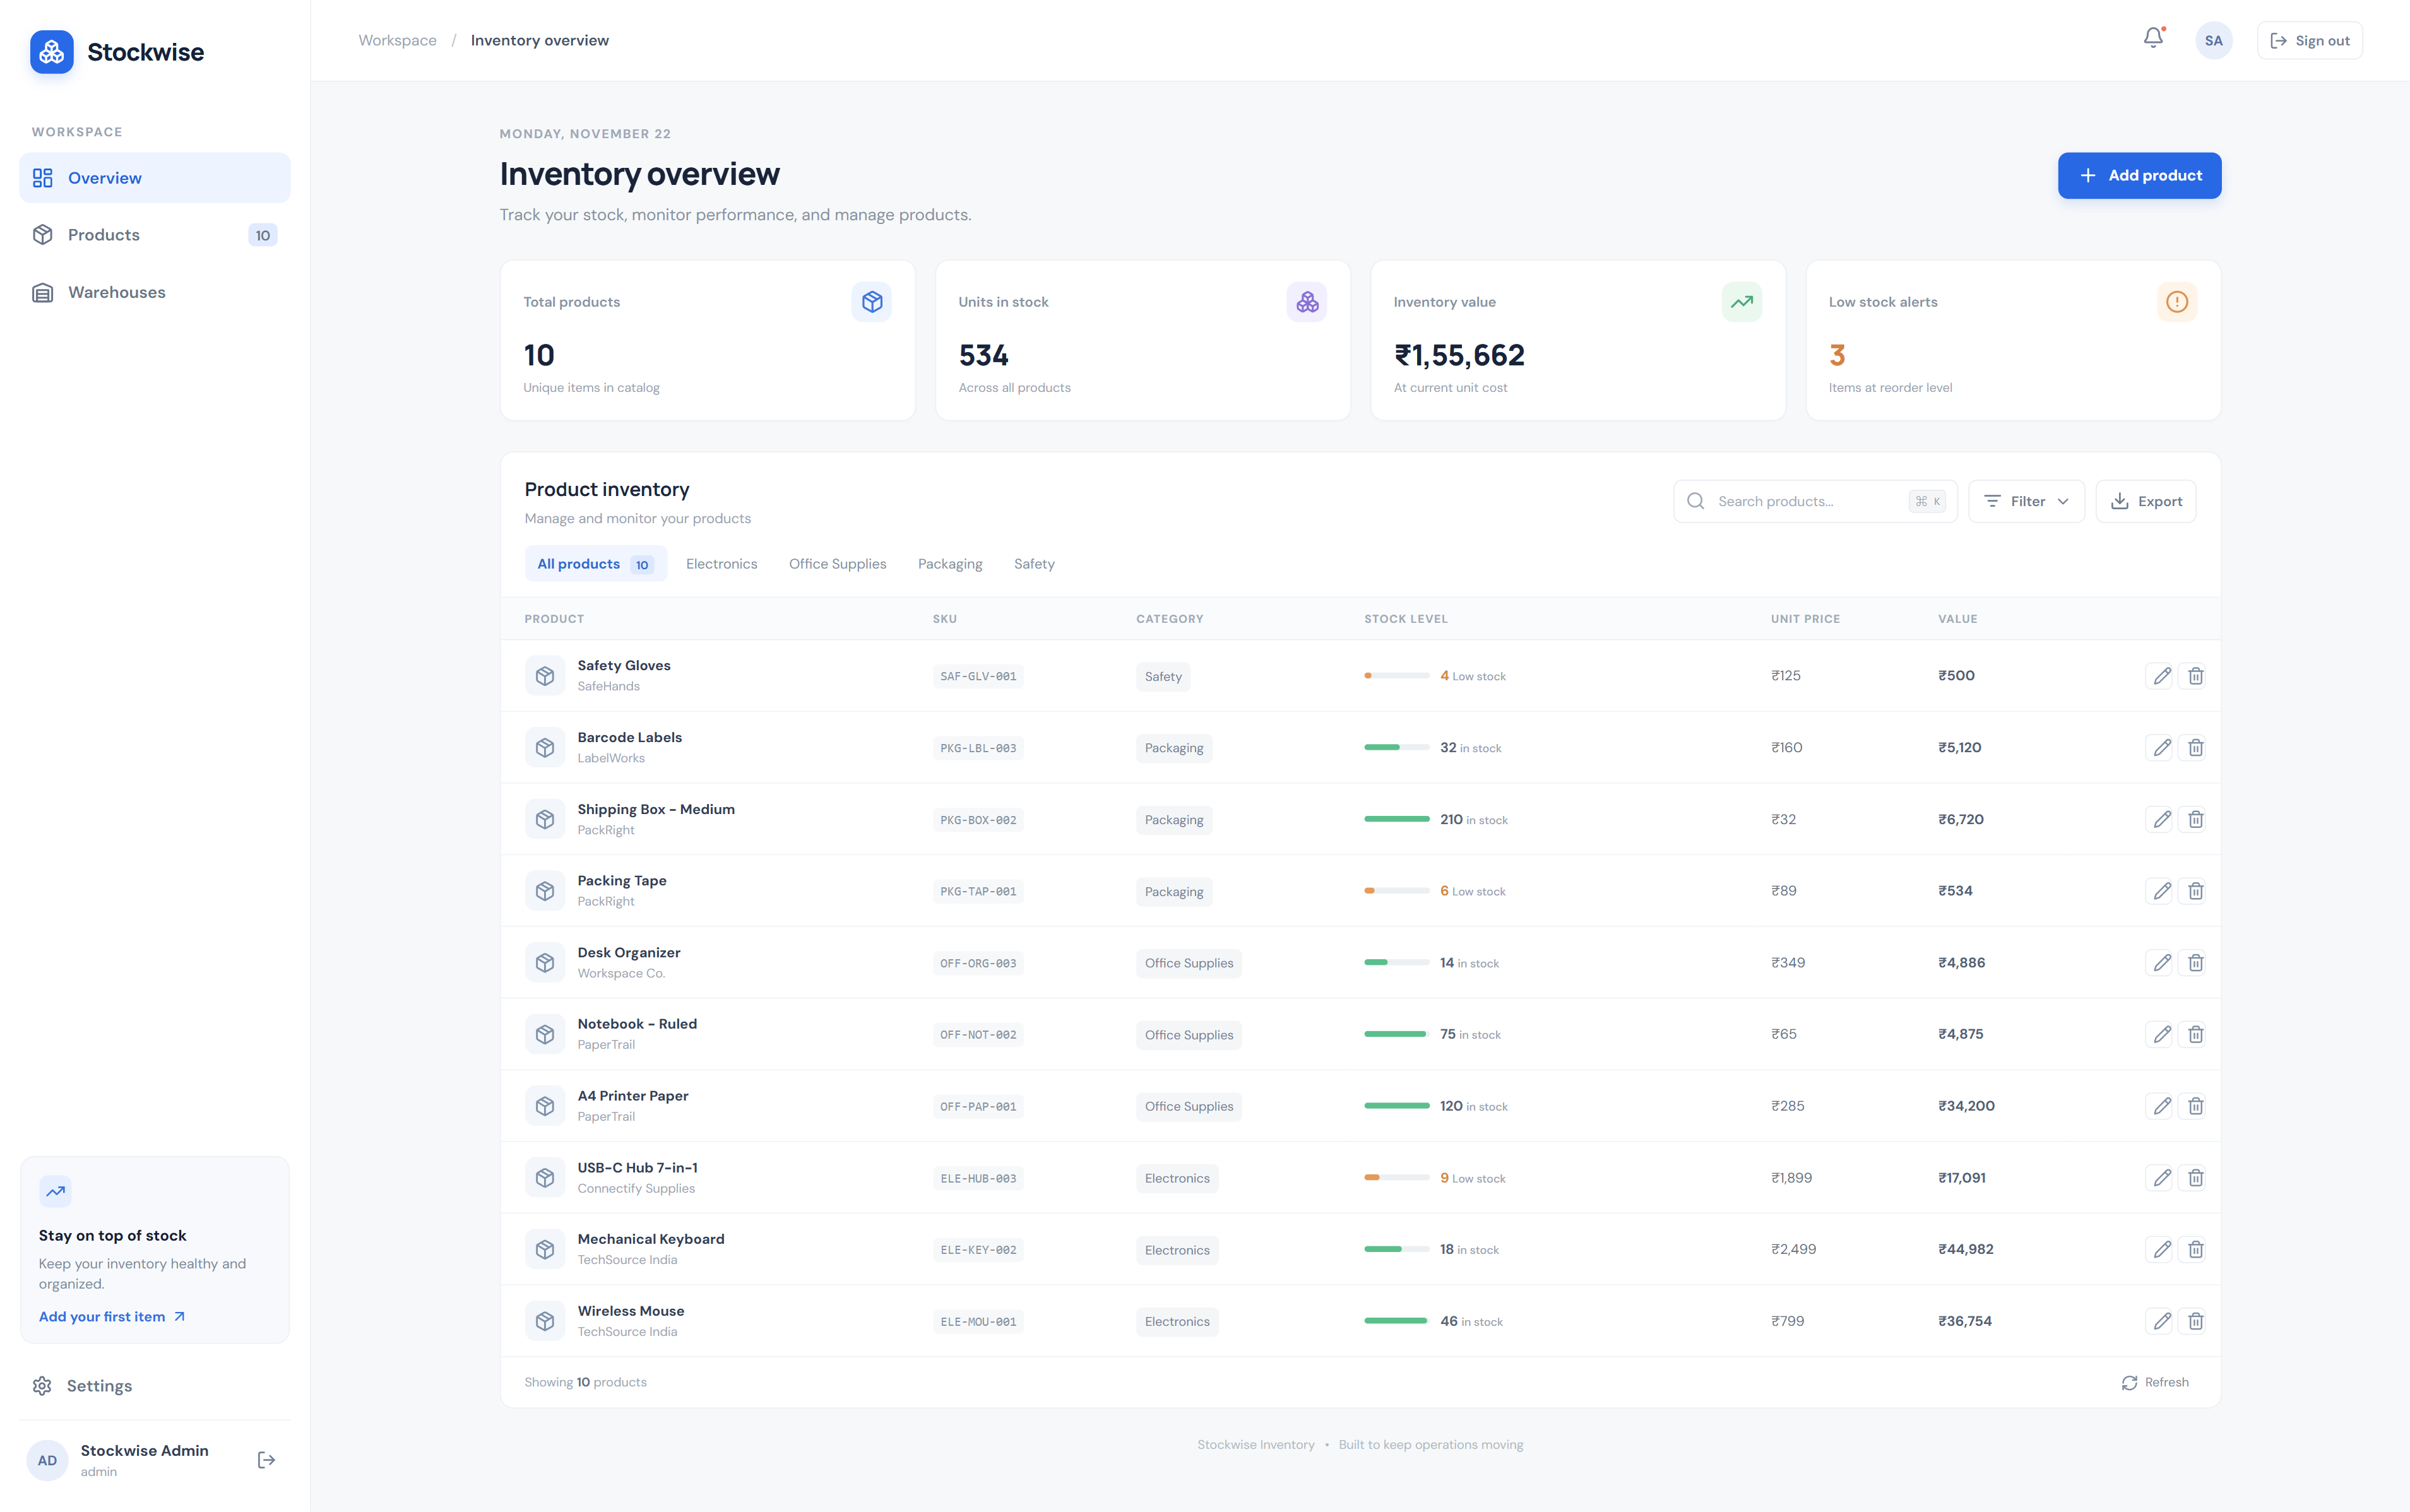 Stockwise
WORKSPACE
Overview
Products 10
Warehouses
Stay on top of stock
Keep your inventory healthy and
organized.
Add your first item
Settings
AD Stockwise Admin
admin
Workspace / Inventory overview
SA Sign out
MONDAY, NOVEMBER 22
Inventory overview
Track your stock, monitor performance, and manage products.
Add product
Total products
10
Unique items in catalog
Units in stock
534
Across all products
Inventory value
₹1,55,662
At current unit cost
Low stock alerts
3
Items at reorder level
Product inventory
Manage and monitor your products
Search products... ⌘ K Filter Export
All products 10 Electronics Office Supplies Packaging Safety
PRODUCT SKU CATEGORY STOCK LEVEL UNIT PRICE VALUE
Safety Gloves
SafeHands
SAF-GLV-001 Safety 4 Low stock ₹125 ₹500
Barcode Labels
LabelWorks
PKG-LBL-003 Packaging 32 in stock ₹160 ₹5,120
Shipping Box - Medium
PackRight
PKG-BOX-002 Packaging 210 in stock ₹32 ₹6,720
Packing Tape
PackRight
PKG-TAP-001 Packaging 6 Low stock ₹89 ₹534
Desk Organizer
Workspace Co.
OFF-ORG-003 Office Supplies 14 in stock ₹349 ₹4,886
Notebook - Ruled
PaperTrail
OFF-NOT-002 Office Supplies 75 in stock ₹65 ₹4,875
A4 Printer Paper
PaperTrail
OFF-PAP-001 Office Supplies 120 in stock ₹285 ₹34,200
USB-C Hub 7-in-1
Connectify Supplies
ELE-HUB-003 Electronics 9 Low stock ₹1,899 ₹17,091
Mechanical Keyboard
TechSource India
ELE-KEY-002 Electronics 18 in stock ₹2,499 ₹44,982
Wireless Mouse
TechSource India
ELE-MOU-001 Electronics 46 in stock ₹799 ₹36,754
Showing 10 products Refresh
Stockwise Inventory • Built to keep operations moving